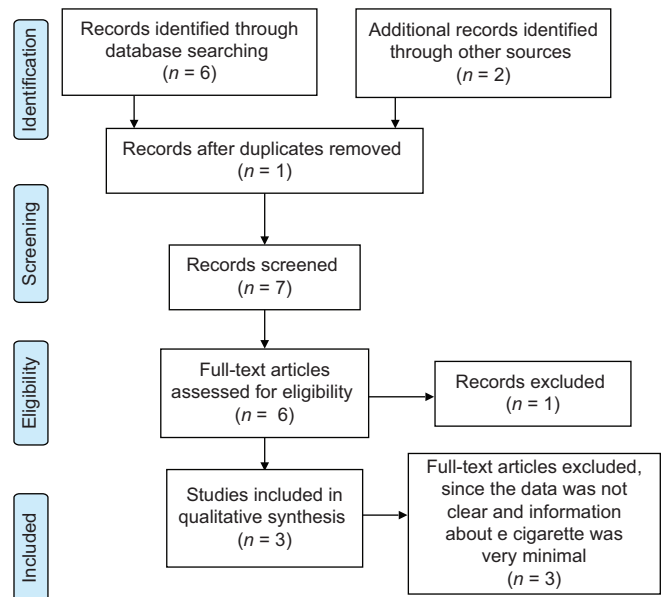 Identification
Records identified through
database searching
(n = 6)
Additional records identified
through other sources
(n = 2)
Records after duplicates removed
(n = 1)
Screening
Records screened
(n = 7)
Eligibility
Full-text articles
assessed for eligibility
(n = 6)
Records excluded
(n = 1)
Included
Studies included in
qualitative synthesis
(n = 3)
Full-text articles excluded,
since the data was not
clear and information
about e cigarette was
very minimal
(n = 3)